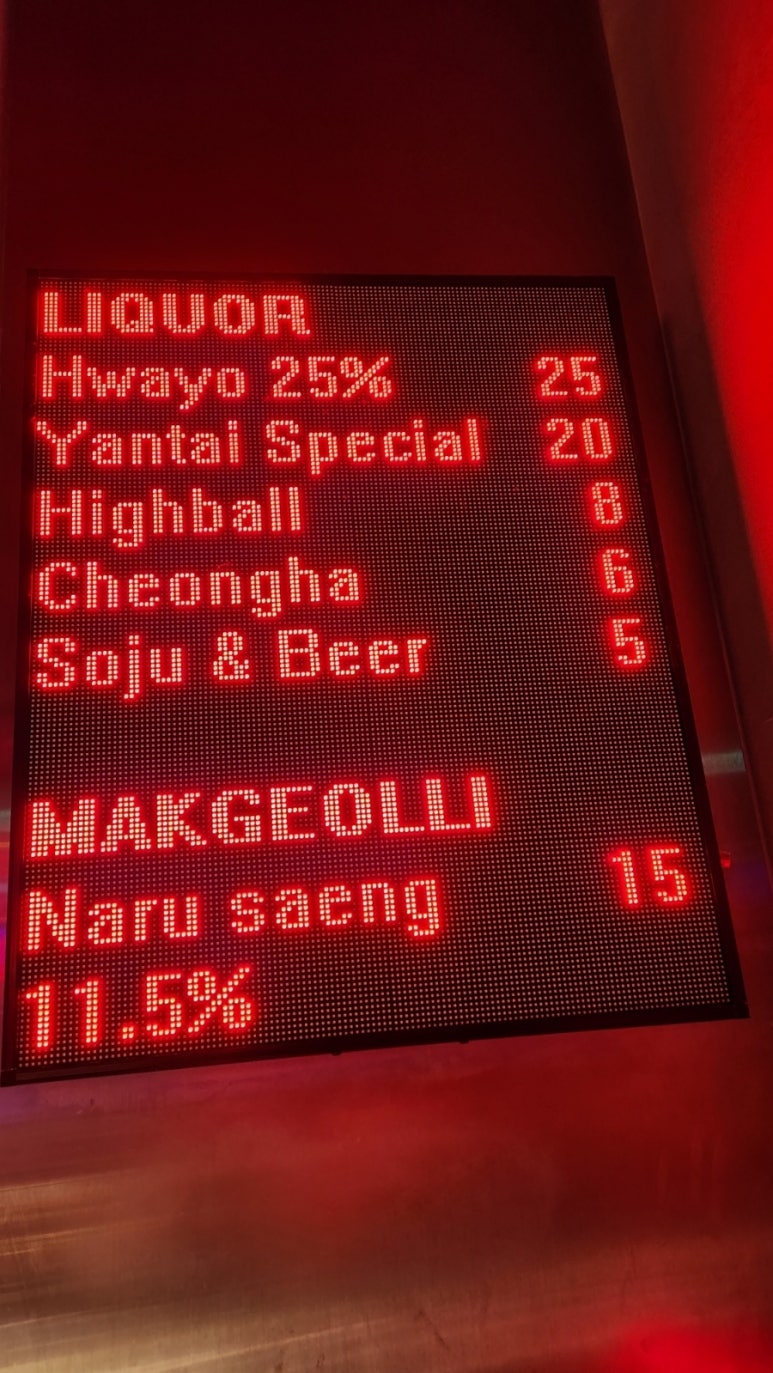 LIQUOR
Hwayo 25% 25
Yantai Special 20
Highball 8
Cheongha 6
Soju & Beer 5
MAKGEOLLI
Naru saeng 15
11.5%